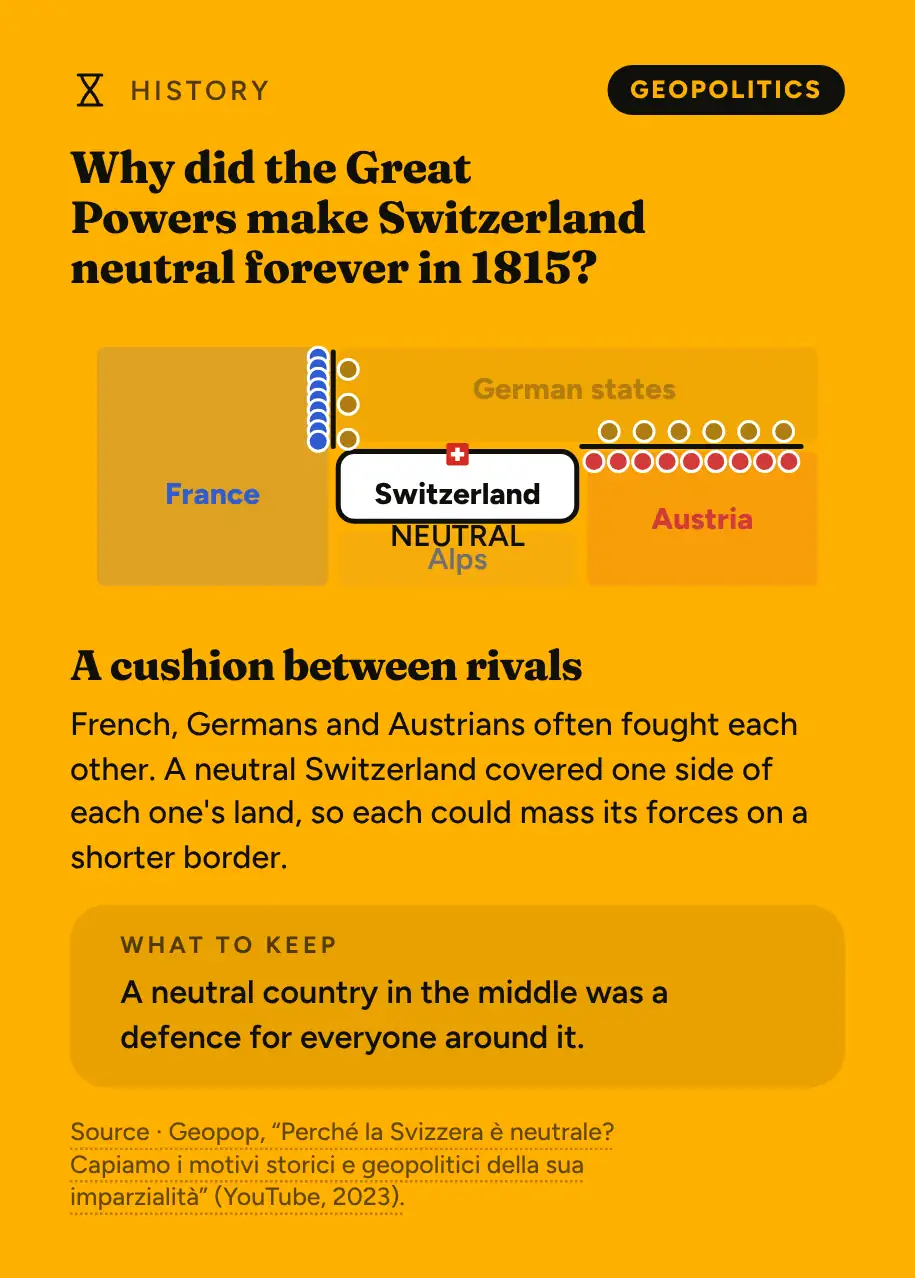 HISTORY
GEOPOLITICS
Why did the Great
Powers make Switzerland
neutral forever in 1815?
German states
France
Switzerland
Austria
NEUTRAL
Alps
A cushion between rivals
French, Germans and Austrians often fought each
other. A neutral Switzerland covered one side of
each one's land, so each could mass its forces on a
shorter border.
WHAT TO KEEP
A neutral country in the middle was a
defence for everyone around it.
Source · Geopop, “Perché la Svizzera è neutrale?
Capiamo i motivi storici e geopolitici della sua
imparzialità” (YouTube, 2023).